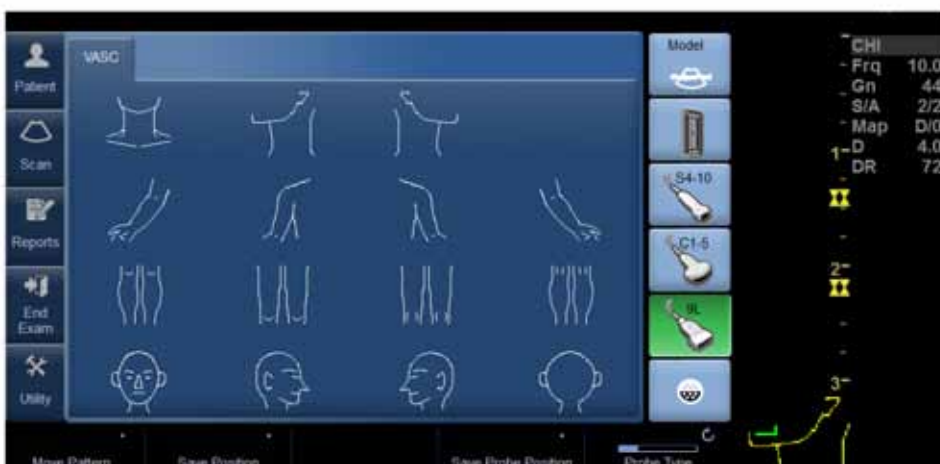 VASC
Patient
Scan
Reports
End
Exam
Utility
Model
S4-10
C1-5
9L
Move Pattern
Save Position
Save Probe Position
Probe Type
CHI
Frq 10.0
Gn 44
S/A 2/2
Map D/0
D 4.0
DR 72
1
2
3